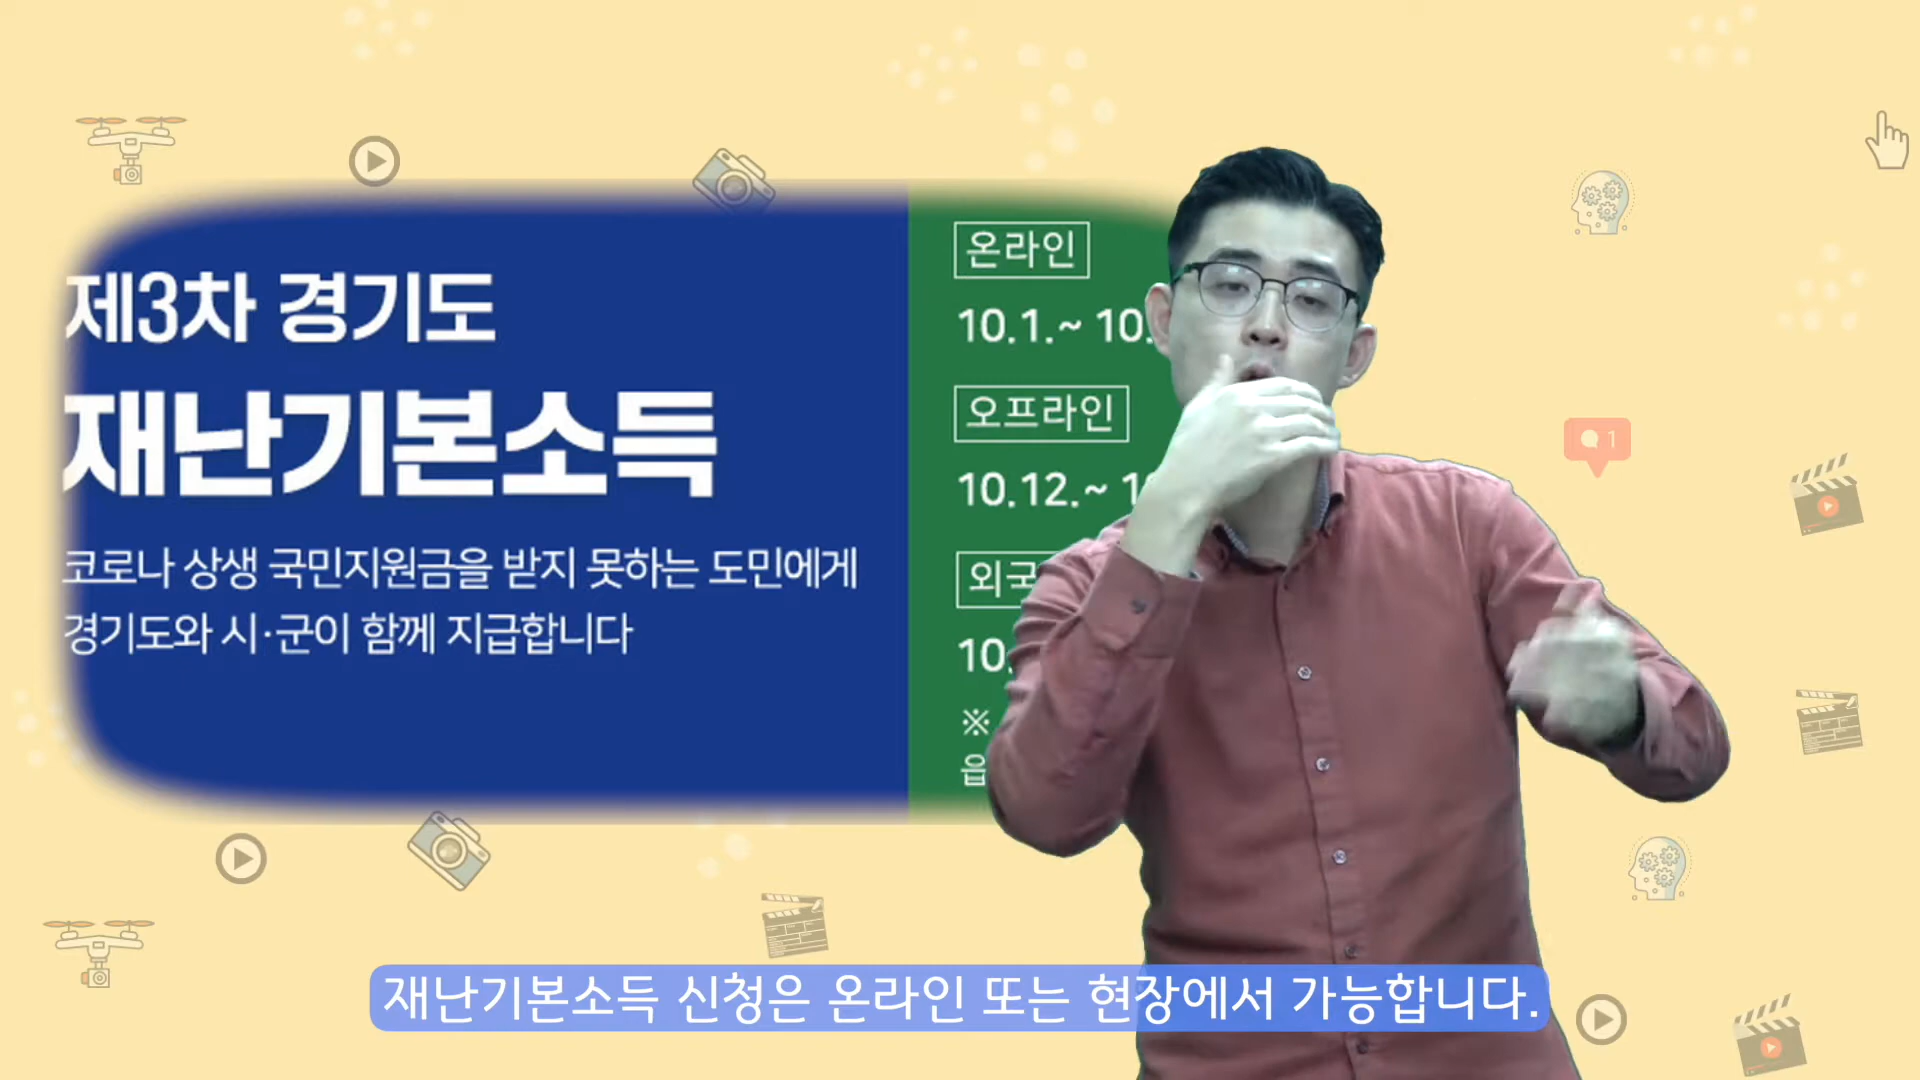 제3차 경기도
재난기본소득
코로나 상생 국민지원금을 받지 못하는 도민에게
경기도와 시·군이 함께 지급합니다
온라인
10.1.~ 10.
오프라인
10.12.~ 1
외국
10.
※
읍
1
재난기본소득 신청은 온라인 또는 현장에서 가능합니다.